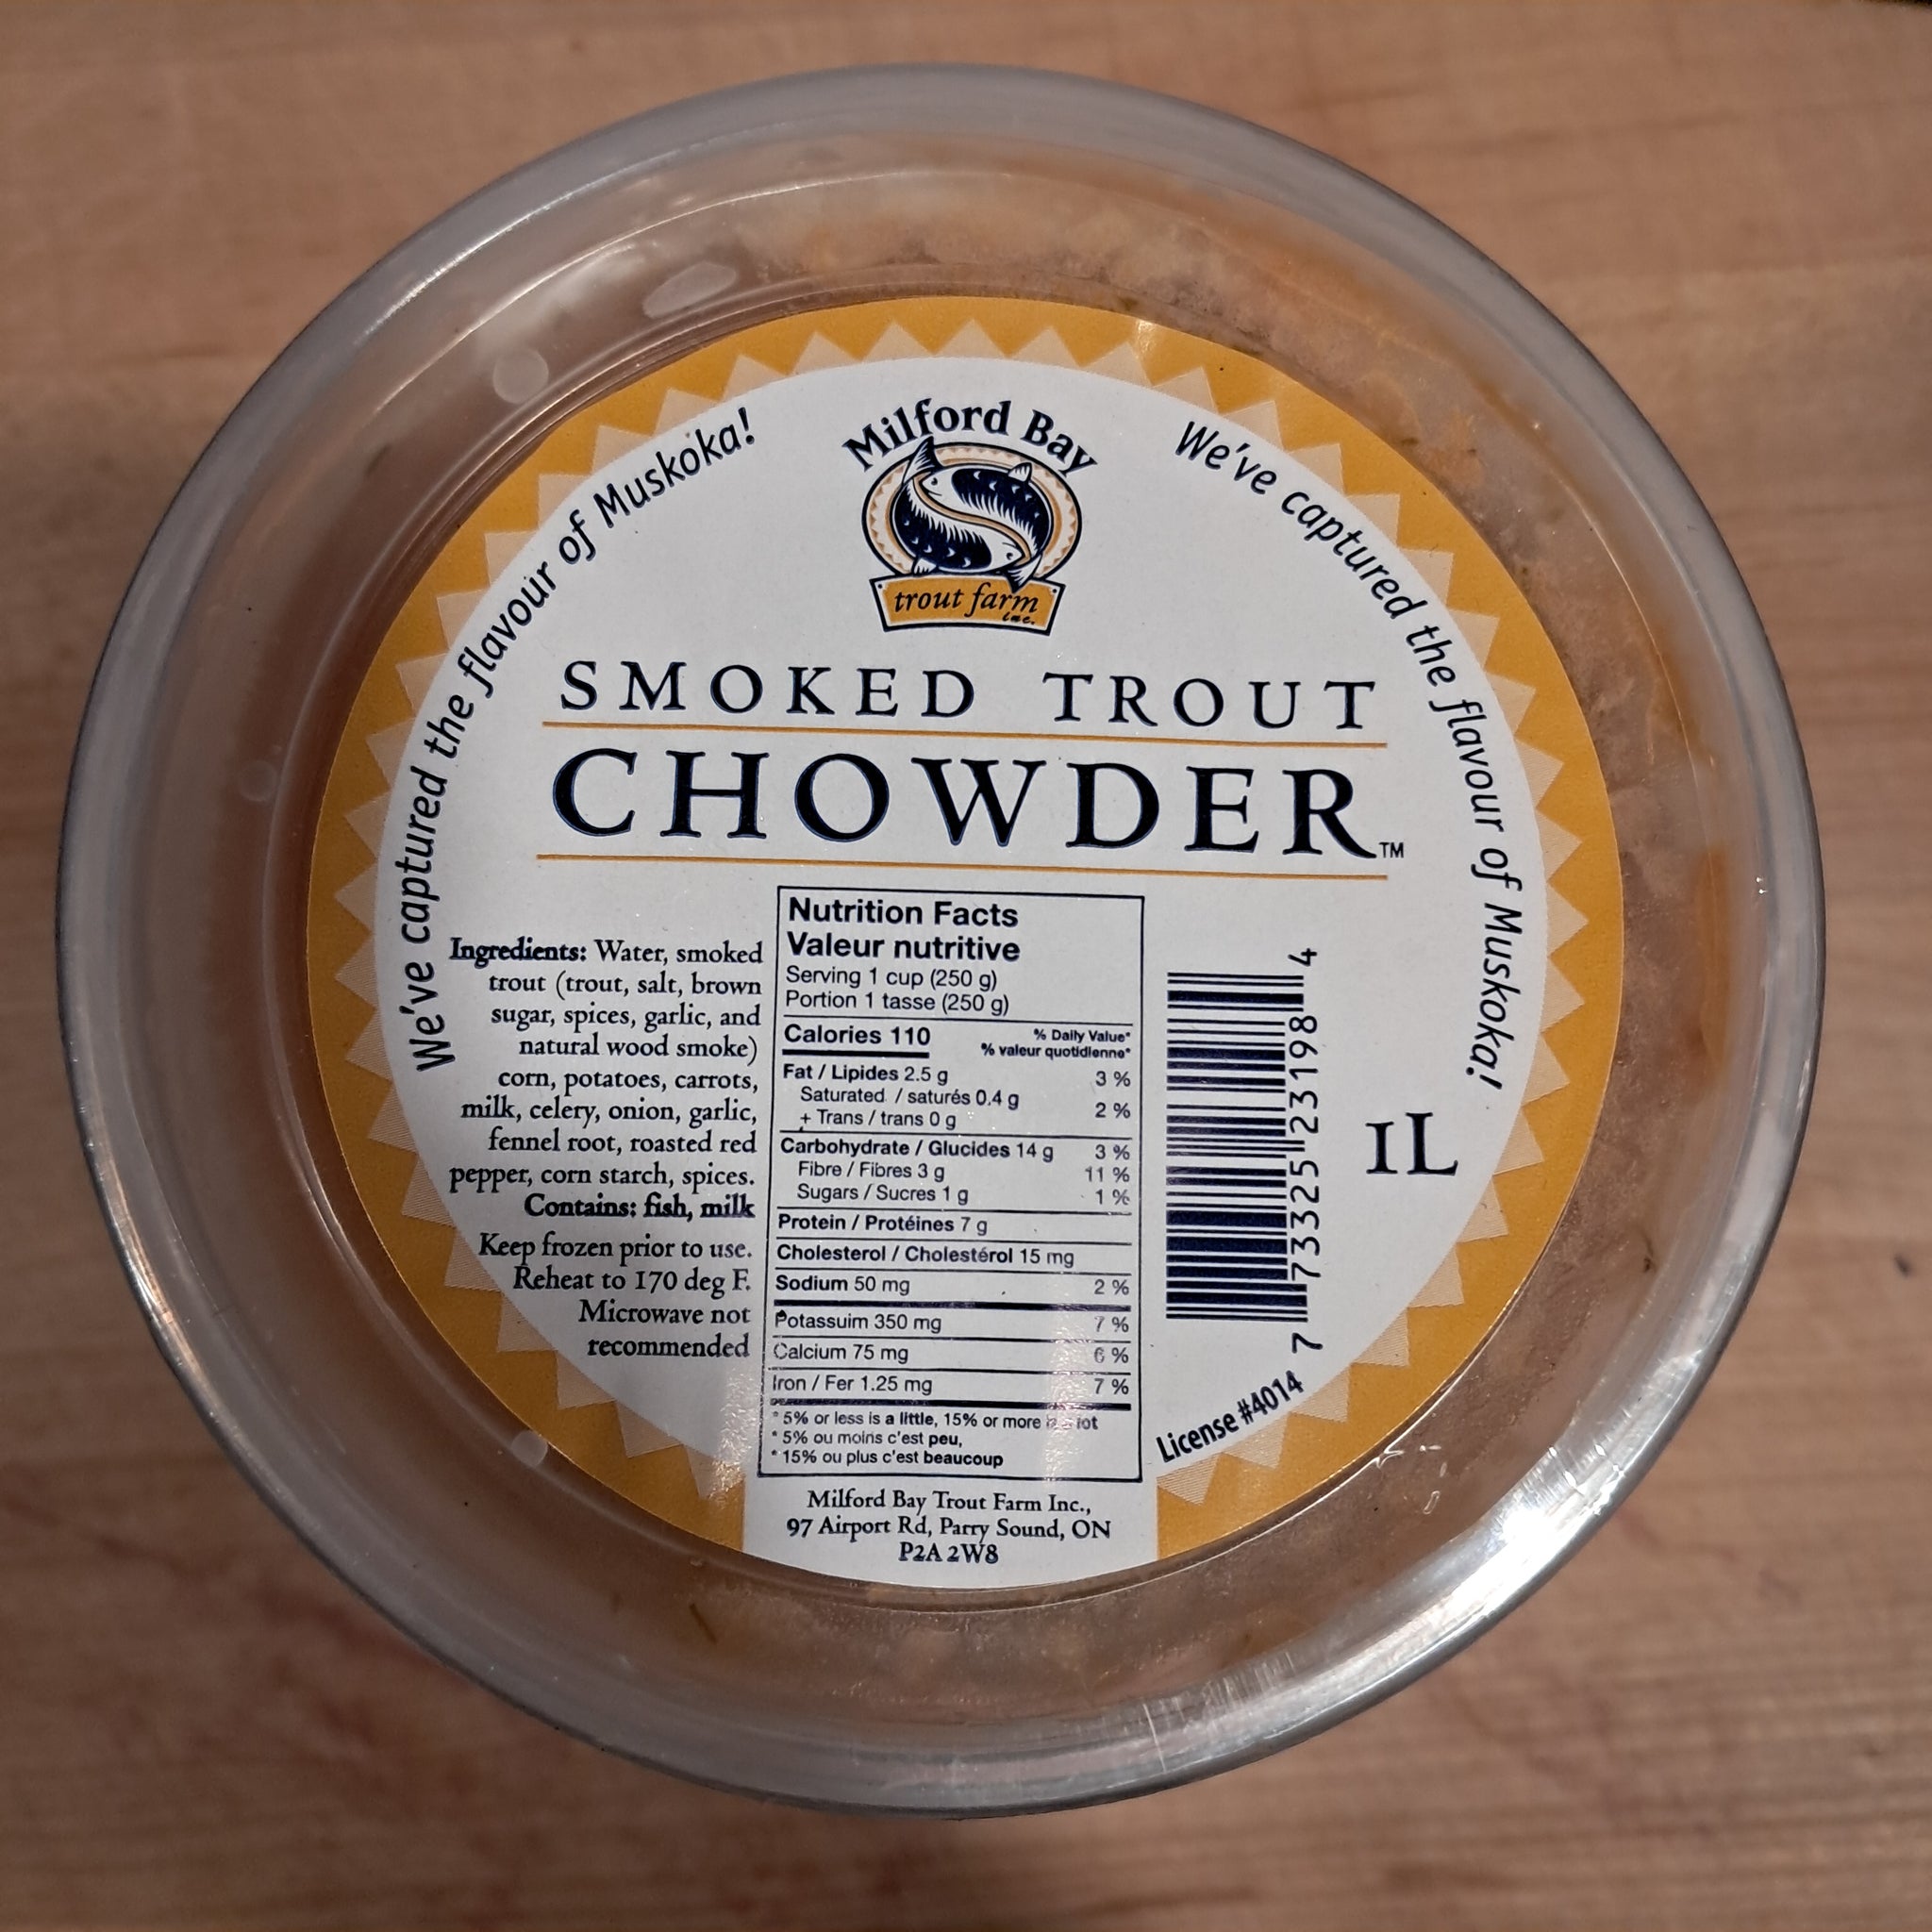 We've captured the flavour of Muskoka!
Milford Bay
trout farm
inc.
We've captured the flavour of Muskoka!
SMOKED TROUT
CHOWDER™
Ingredients: Water, smoked
trout (trout, salt, brown
sugar, spices, garlic, and
natural wood smoke)
corn, potatoes, carrots,
milk, celery, onion, garlic,
fennel root, roasted red
pepper, corn starch, spices.
Contains: fish, milk
Keep frozen prior to use.
Reheat to 170 deg F.
Microwave not
recommended
Nutrition Facts
Valeur nutritive
Serving 1 cup (250 g)
Portion 1 tasse (250 g)
Calories 110 % Daily Value*
% valeur quotidienne*
Fat / Lipides 2.5 g 3 %
Saturated / saturés 0.4 g
+ Trans / trans 0 g 2 %
Carbohydrate / Glucides 14 g 3 %
Fibre / Fibres 3 g 11 %
Sugars / Sucres 1 g 1 %
Protein / Protéines 7 g
Cholesterol / Cholestérol 15 mg
Sodium 50 mg 2 %
Potassuim 350 mg 7 %
Calcium 75 mg 6 %
Iron / Fer 1.25 mg 7 %
* 5% or less is a little, 15% or more is a lot
* 5% ou moins c'est peu,
* 15% ou plus c'est beaucoup
7 73325 23198 4
1L
License #4014
Milford Bay Trout Farm Inc.,
97 Airport Rd, Parry Sound, ON
P2A 2W8